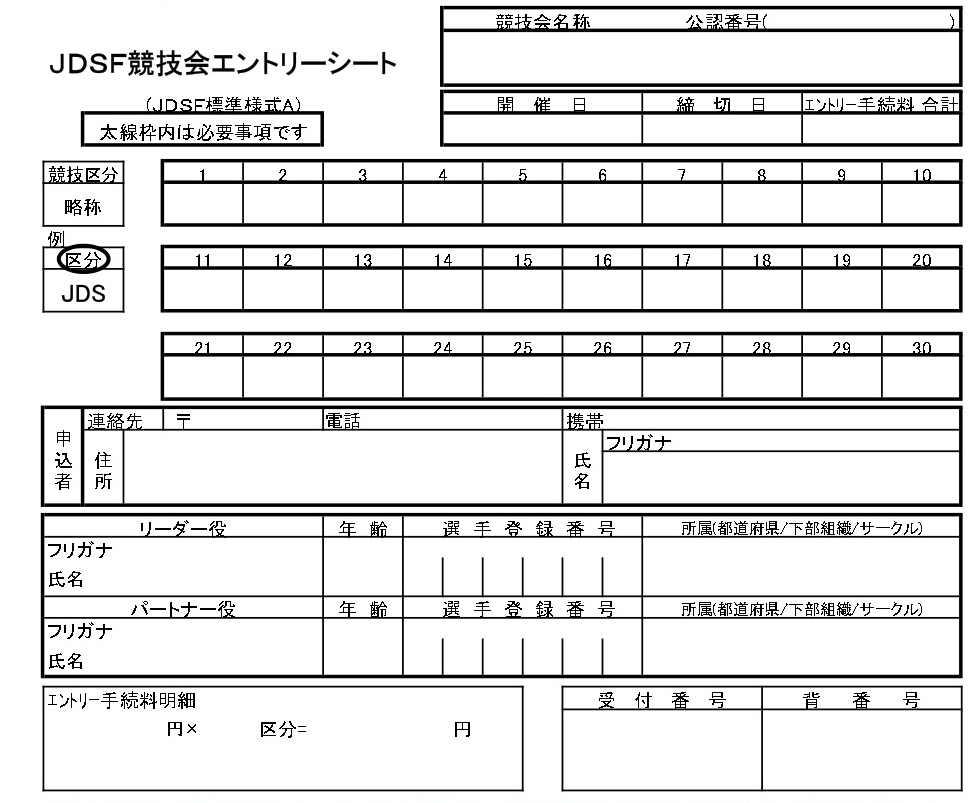 競技会名称 公認番号( )
JDSF競技会エントリーシート
(JDSF標準様式A)
開 催 日 締 切 日 エントリー手続料 合計
太線枠内は必要事項です
競技区分 1 2 3 4 5 6 7 8 9 10
略称
例
区分 11 12 13 14 15 16 17 18 19 20
JDS
21 22 23 24 25 26 27 28 29 30
申込者 連絡先 〒 電話 携帯
住所 氏名 フリガナ
リーダー役 年 齢 選 手 登 録 番 号 所属(都道府県/下部組織/サークル)
フリガナ
氏名
パートナー役 年 齢 選 手 登 録 番 号 所属(都道府県/下部組織/サークル)
フリガナ
氏名
エントリー手続料明細 受 付 番 号 背 番 号
円× 区分= 円